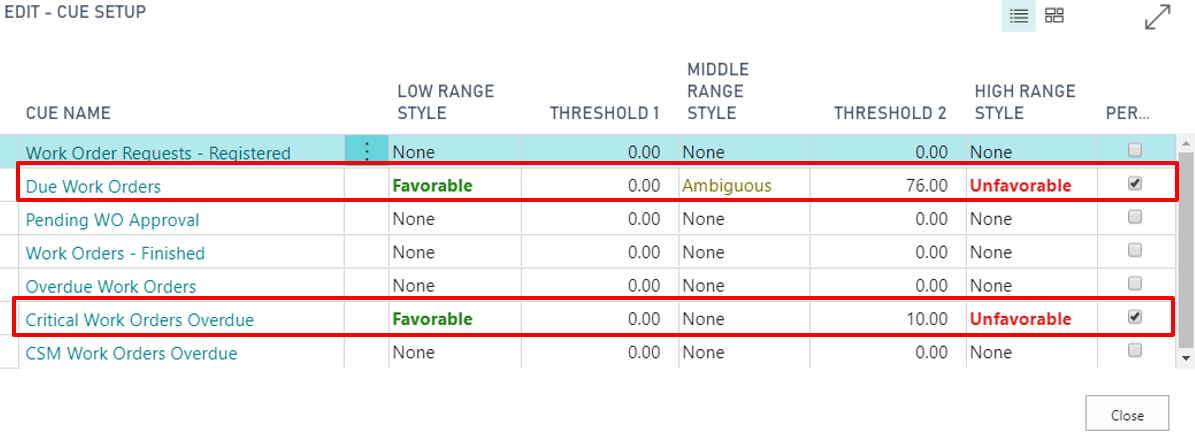 EDIT - CUE SETUP
CUE NAME LOW RANGE STYLE THRESHOLD 1 MIDDLE RANGE STYLE THRESHOLD 2 HIGH RANGE STYLE PER...
Work Order Requests - Registered None 0.00 None 0.00 None
Due Work Orders Favorable 0.00 Ambiguous 76.00 Unfavorable
Pending WO Approval None 0.00 None 0.00 None
Work Orders - Finished None 0.00 None 0.00 None
Overdue Work Orders None 0.00 None 0.00 None
Critical Work Orders Overdue Favorable 0.00 None 10.00 Unfavorable
CSM Work Orders Overdue None 0.00 None 0.00 None
Close